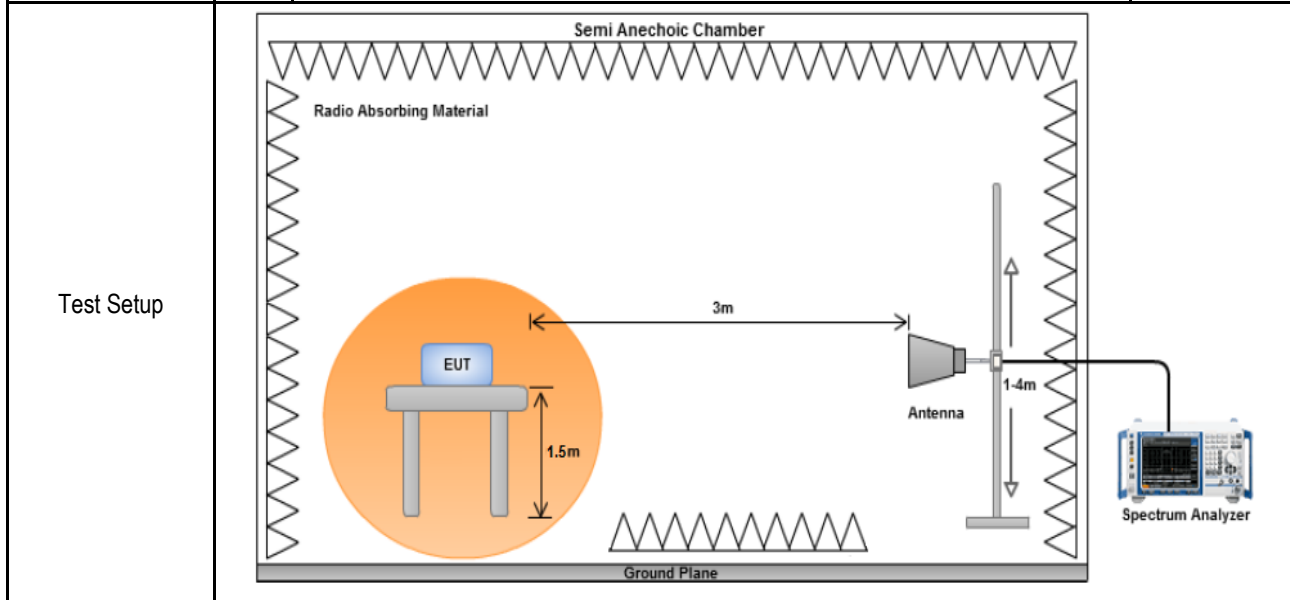 Semi Anechoic Chamber
Radio Absorbing Material
Test Setup
3m
EUT
1-4m
Antenna
1.5m
Spectrum Analyzer
Ground Plane